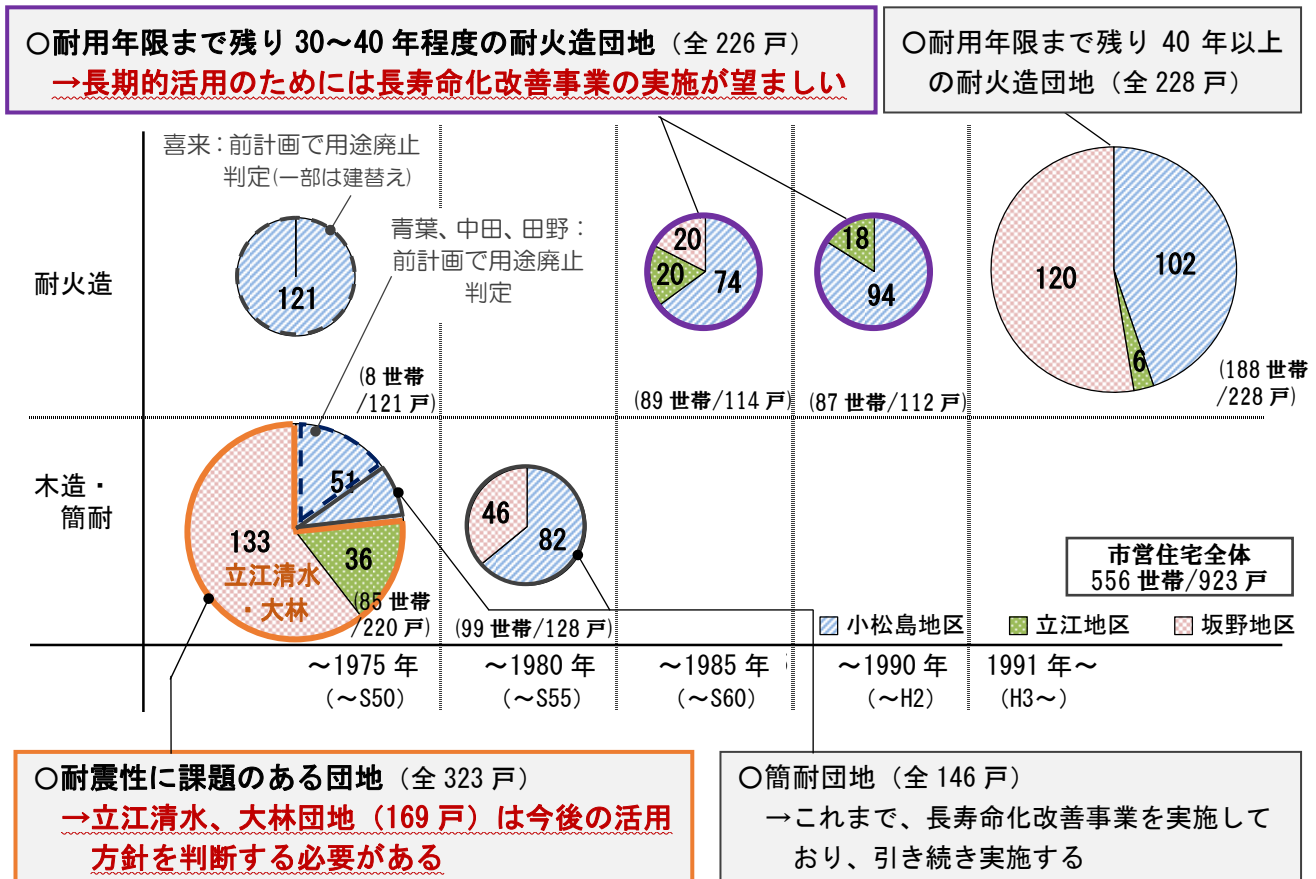 ○耐用年限まで残り 30～40 年程度の耐火造団地（全 226 戸）
→長期的活用のためには長寿命化改善事業の実施が望ましい
○耐用年限まで残り 40 年以上
の耐火造団地（全 228 戸）
喜来：前計画で用途廃止
判定(一部は建替え)
青葉、中田、田野：
前計画で用途廃止
判定
耐火造
121
(8 世帯
/121 戸)
20
20
74
(89 世帯/114 戸)
18
94
(87 世帯/112 戸)
120
102
6
(188 世帯
/228 戸)
木造・
簡耐
51
133
立江清水
・大林
36
(85 世帯
/220 戸)
46
82
(99 世帯/128 戸)
市営住宅全体
556 世帯/923 戸
小松島地区
立江地区
坂野地区
～1975 年
（～S50）
～1980 年
（～S55）
～1985 年
（～S60）
～1990 年
（～H2）
1991 年～
（H3～）
○耐震性に課題のある団地（全 323 戸）
→立江清水、大林団地（169 戸）は今後の活用
方針を判断する必要がある
○簡耐団地（全 146 戸）
→これまで、長寿命化改善事業を実施して
おり、引き続き実施する